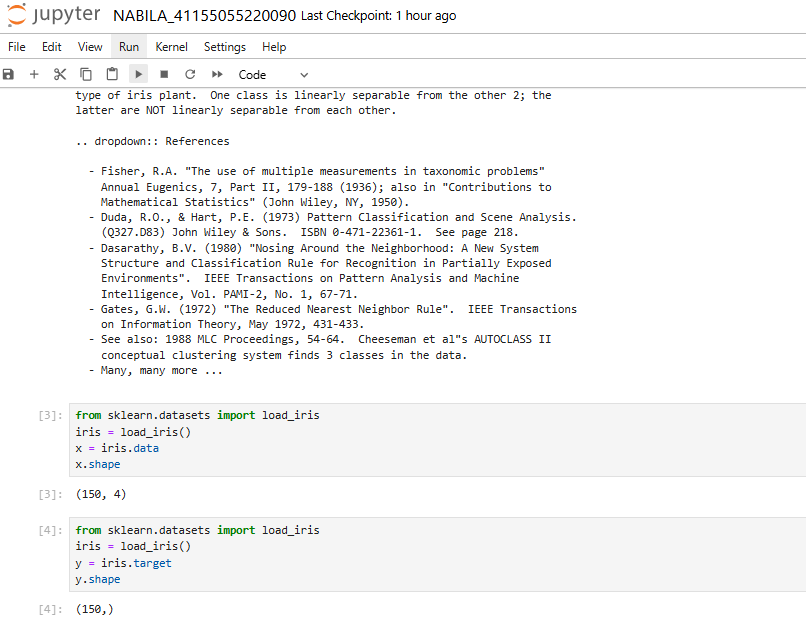 jupyter NABILA_41155055220090 Last Checkpoint: 1 hour ago
File Edit View Run Kernel Settings Help
Code
type of iris plant.  One class is linearly separable from the other 2; the
latter are NOT linearly separable from each other.
.. dropdown:: References
- Fisher, R.A. "The use of multiple measurements in taxonomic problems"
Annual Eugenics, 7, Part II, 179-188 (1936); also in "Contributions to
Mathematical Statistics" (John Wiley, NY, 1950).
- Duda, R.O., & Hart, P.E. (1973) Pattern Classification and Scene Analysis.
(Q327.D83) John Wiley & Sons.  ISBN 0-471-22361-1.  See page 218.
- Dasarathy, B.V. (1980) "Nosing Around the Neighborhood: A New System
Structure and Classification Rule for Recognition in Partially Exposed
Environments".  IEEE Transactions on Pattern Analysis and Machine
Intelligence, Vol. PAMI-2, No. 1, 67-71.
- Gates, G.W. (1972) "The Reduced Nearest Neighbor Rule".  IEEE Transactions
on Information Theory, May 1972, 431-433.
- See also: 1988 MLC Proceedings, 54-64.  Cheeseman et al"s AUTOCLASS II
conceptual clustering system finds 3 classes in the data.
- Many, many more ...
[3]: from sklearn.datasets import load_iris
iris = load_iris()
x = iris.data
x.shape
[3]: (150, 4)
[4]: from sklearn.datasets import load_iris
iris = load_iris()
y = iris.target
y.shape
[4]: (150,)